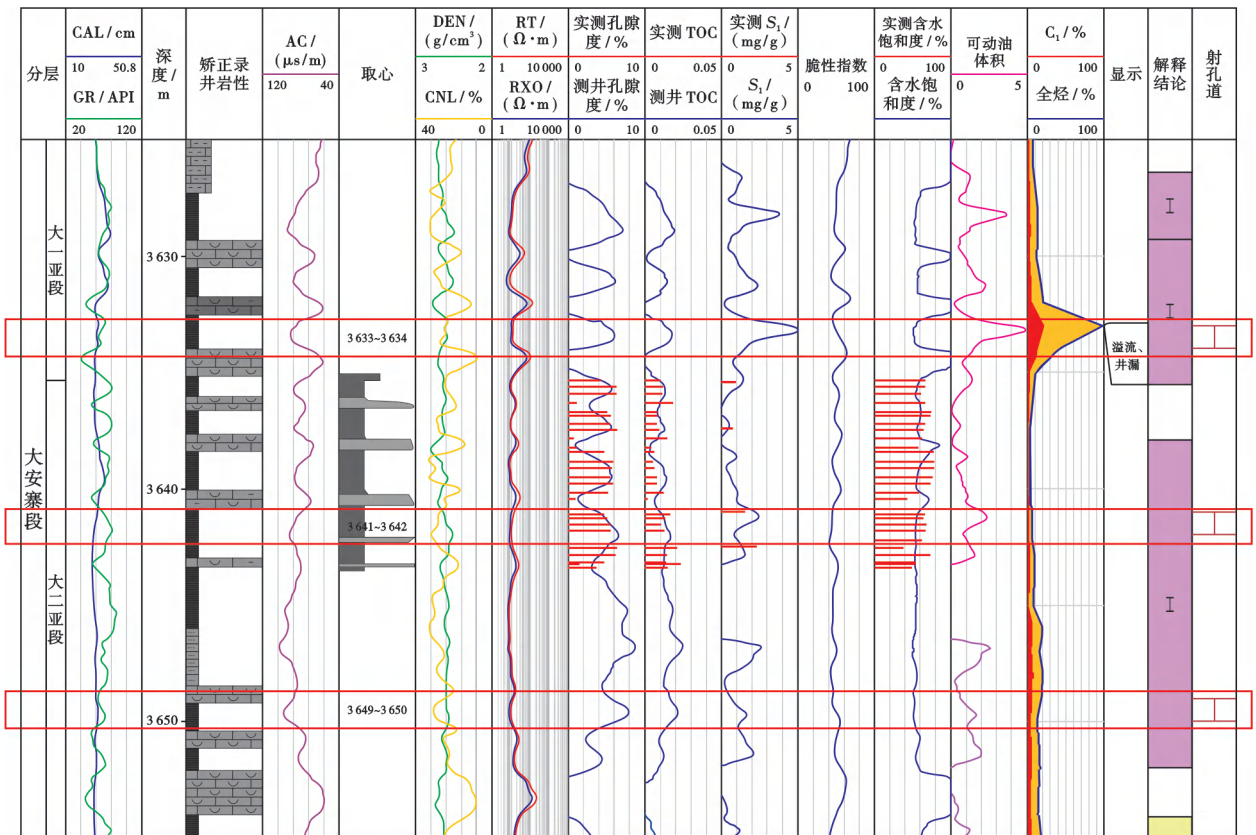 分层
CAL/cm
10 50.8
GR/API
20 120
深度/m
矫正录
井岩性
AC/
(μs/m)
120 40
取心
DEN/
(g/cm³)
3 2
CNL/%
40 0
RT/
(Ω·m)
1 10 000
RXO/
(Ω·m)
1 10 000
实测孔隙
度/%
0 10
测井孔隙
度/%
0 10
实测 TOC
0 0.05
测井 TOC
0 0.05
实测 S₁/
(mg/g)
0 5
S₁/
(mg/g)
0 5
脆性指数
0 100
实测含水
饱和度/%
0 100
含水饱
和度/%
0 100
可动油
体积
0 5
C₁/%
0 100
全烃/%
0 100
显示
解释
结论
射孔道
大安寨段
大一亚段
大二亚段
3 630
3 640
3 650
3 633~3 634
3 641~3 642
3 649~3 650
溢流、
井漏
I
I
I